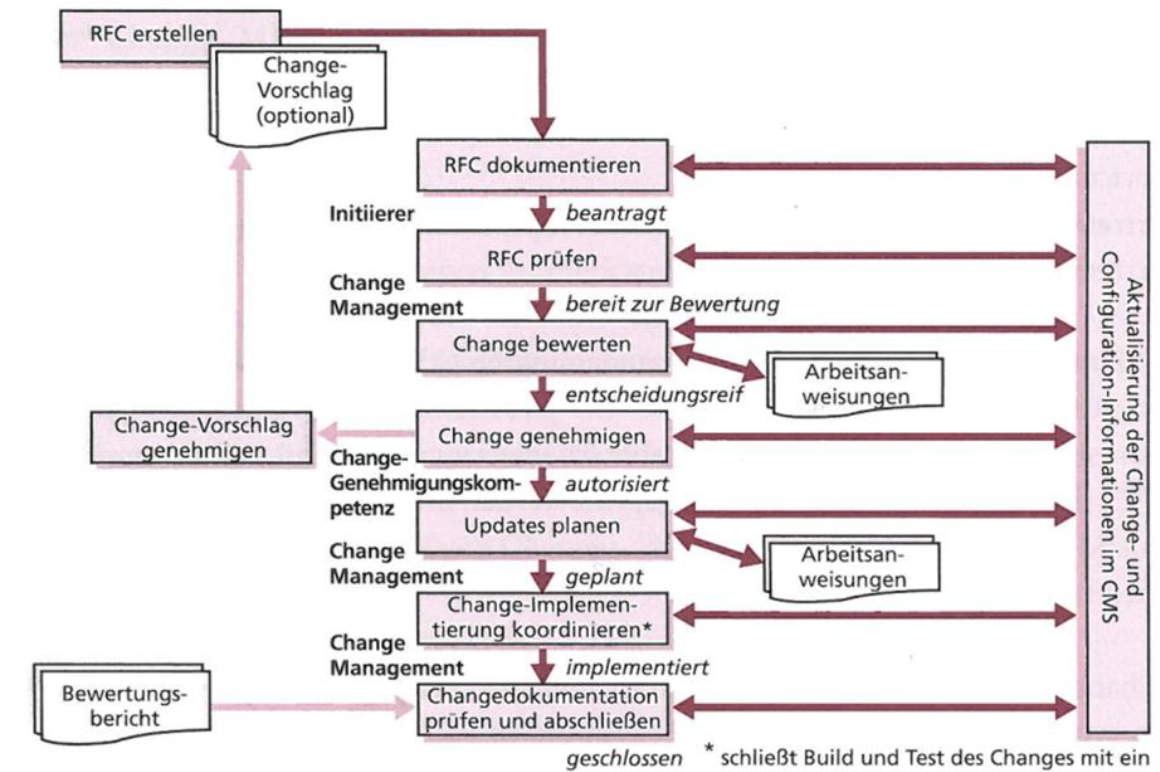 RFC erstellen
Change-
Vorschlag
(optional)
RFC dokumentieren
Initiierer
beantragt
RFC prüfen
Change
Management
bereit zur Bewertung
Change bewerten
Arbeitsan-
weisungen
entscheidungsreif
Change-Vorschlag
genehmigen
Change genehmigen
Change-
Genehmigungskom-
petenz
autorisiert
Updates planen
Arbeitsan-
weisungen
Change
Management
geplant
Change-Implemen-
tierung koordinieren*
Change
Management
implementiert
Bewertungs-
bericht
Changedokumentation
prüfen und abschließen
geschlossen
* schließt Build und Test des Changes mit ein
Aktualisierung der Change- und
Configuration-Informationen im CMS